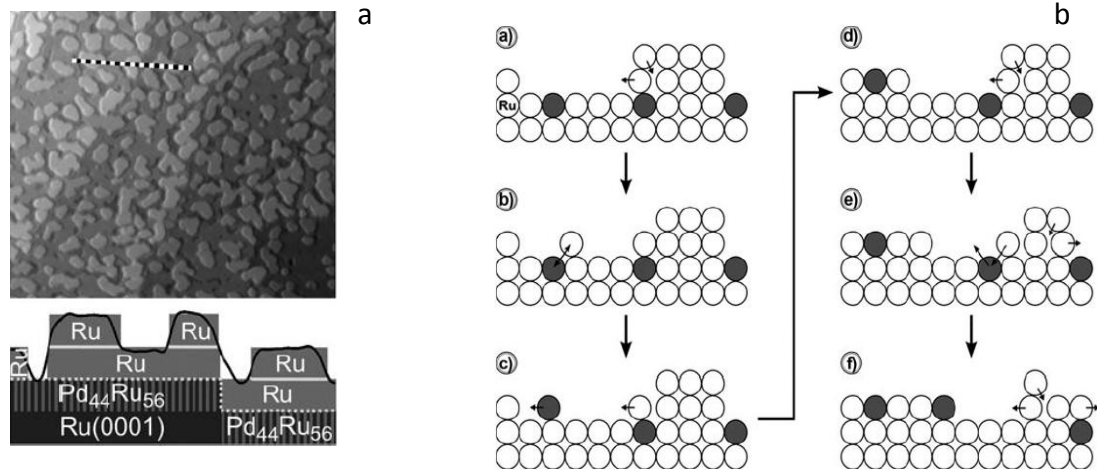 a
Ru Ru
Ru Ru Ru
Pd44Ru56 Ru
Ru(0001) Pd44Ru56
b
a)
Ru
b)
c)
d)
e)
f)